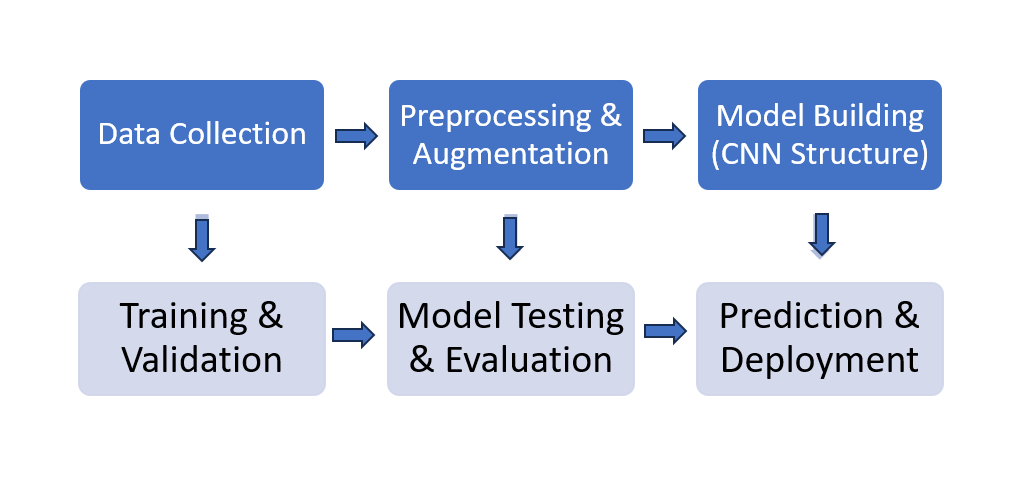 Data Collection
Preprocessing &
Augmentation
Model Building
(CNN Structure)
Training &
Validation
Model Testing
& Evaluation
Prediction &
Deployment